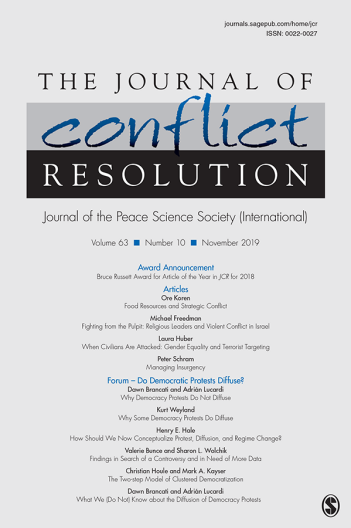 journals.sagepub.com/home/jcr
ISSN: 0022-0027
THE JOURNAL OF
conflict
RESOLUTION
Journal of the Peace Science Society (International)
Volume 63 ■ Number 10 ■ November 2019
Award Announcement
Bruce Russett Award for Article of the Year in JCR for 2018
Articles
Ore Koren
Food Resources and Strategic Conflict
Michael Freedman
Fighting from the Pulpit: Religious Leaders and Violent Conflict in Israel
Laura Huber
When Civilians Are Attacked: Gender Equality and Terrorist Targeting
Peter Schram
Managing Insurgency
Forum – Do Democratic Protests Diffuse?
Dawn Brancati and Adrián Lucardi
Why Democracy Protests Do Not Diffuse
Kurt Weyland
Why Some Democracy Protests Do Diffuse
Henry E. Hale
How Should We Now Conceptualize Protest, Diffusion, and Regime Change?
Valerie Bunce and Sharon L. Wolchik
Findings in Search of a Controversy and in Need of More Data
Christian Houle and Mark A. Kayser
The Two-step Model of Clustered Democratization
Dawn Brancati and Adrián Lucardi
What We (Do Not) Know about the Diffusion of Democracy Protests
S